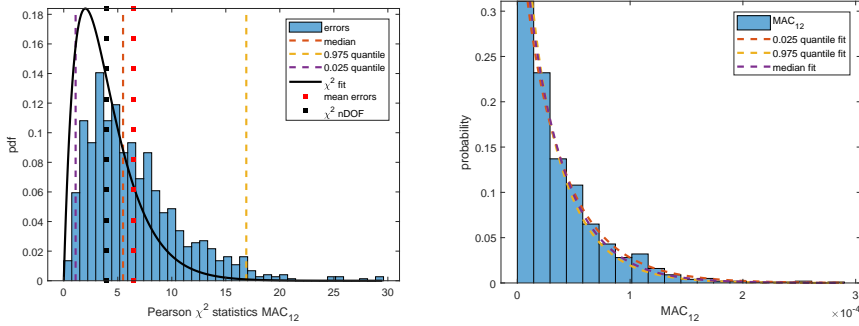 0.18
0.16
0.14
0.12
0.1
0.08
0.06
0.04
0.02
0
pdf
0 5 10 15 20 25 30
Pearson χ² statistics MAC₁₂
errors
median
0.975 quantile
0.025 quantile
χ² fit
mean errors
χ² nDOF
0.3
0.25
0.2
0.15
0.1
0.05
0
probability
0 1 2 3
MAC₁₂
×10⁻⁴
MAC₁₂
0.025 quantile fit
0.975 quantile fit
median fit